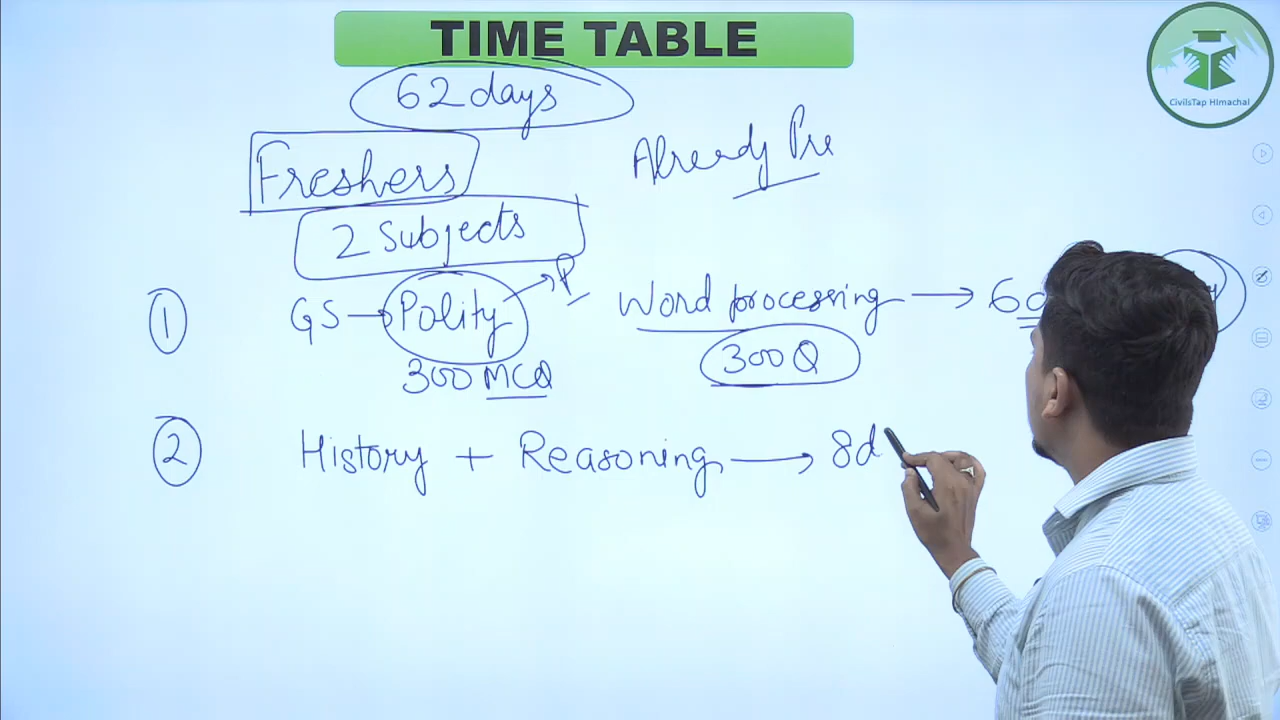 TIME TABLE
CivilsTap Himachal
62 days
Freshers
Already Pre
2 Subjects
① GS → Polity → P Word processing → 6d
300 MCQ 300 Q
② History + Reasoning → 8d